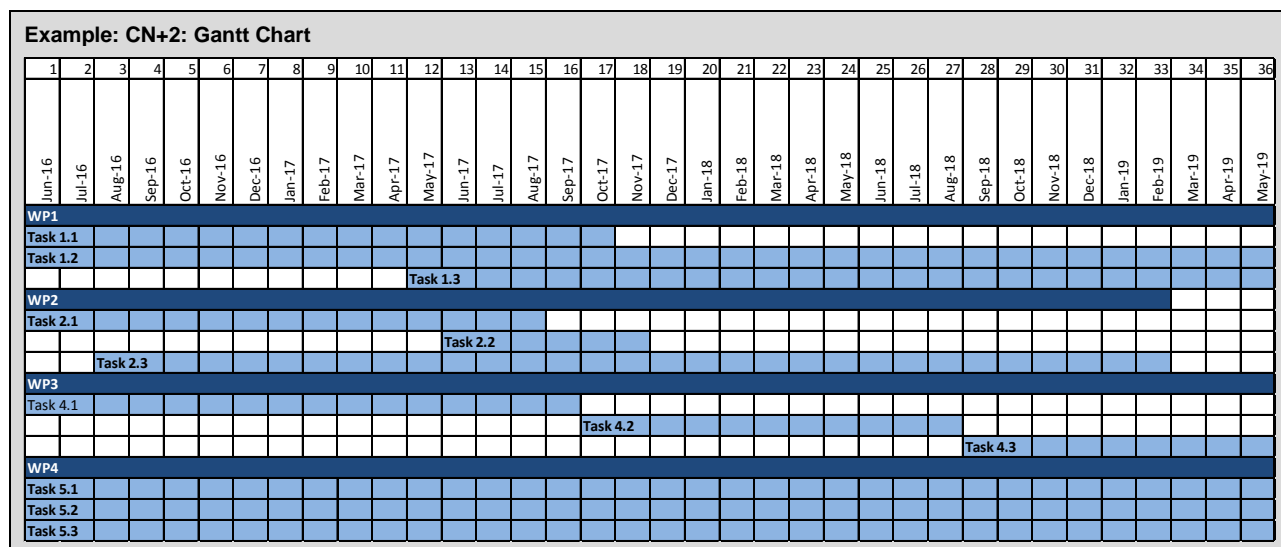 Example: CN+2: Gantt Chart
1 2 3 4 5 6 7 8 9 10 11 12 13 14 15 16 17 18 19 20 21 22 23 24 25 26 27 28 29 30 31 32 33 34 35 36
Jun-16 Jul-16 Aug-16 Sep-16 Oct-16 Nov-16 Dec-16 Jan-17 Feb-17 Mar-17 Apr-17 May-17 Jun-17 Jul-17 Aug-17 Sep-17 Oct-17 Nov-17 Dec-17 Jan-18 Feb-18 Mar-18 Apr-18 May-18 Jun-18 Jul-18 Aug-18 Sep-18 Oct-18 Nov-18 Dec-18 Jan-19 Feb-19 Mar-19 Apr-19 May-19
WP1
Task 1.1
Task 1.2
Task 1.3
WP2
Task 2.1
Task 2.2
Task 2.3
WP3
Task 4.1
Task 4.2
Task 4.3
WP4
Task 5.1
Task 5.2
Task 5.3